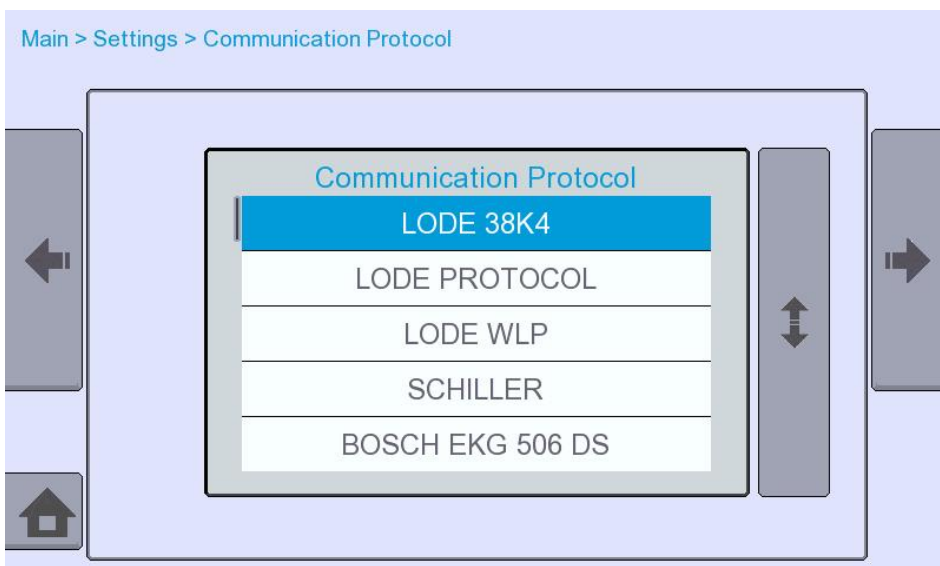 Main > Settings > Communication Protocol
Communication Protocol
LODE 38K4
LODE PROTOCOL
LODE WLP
SCHILLER
BOSCH EKG 506 DS